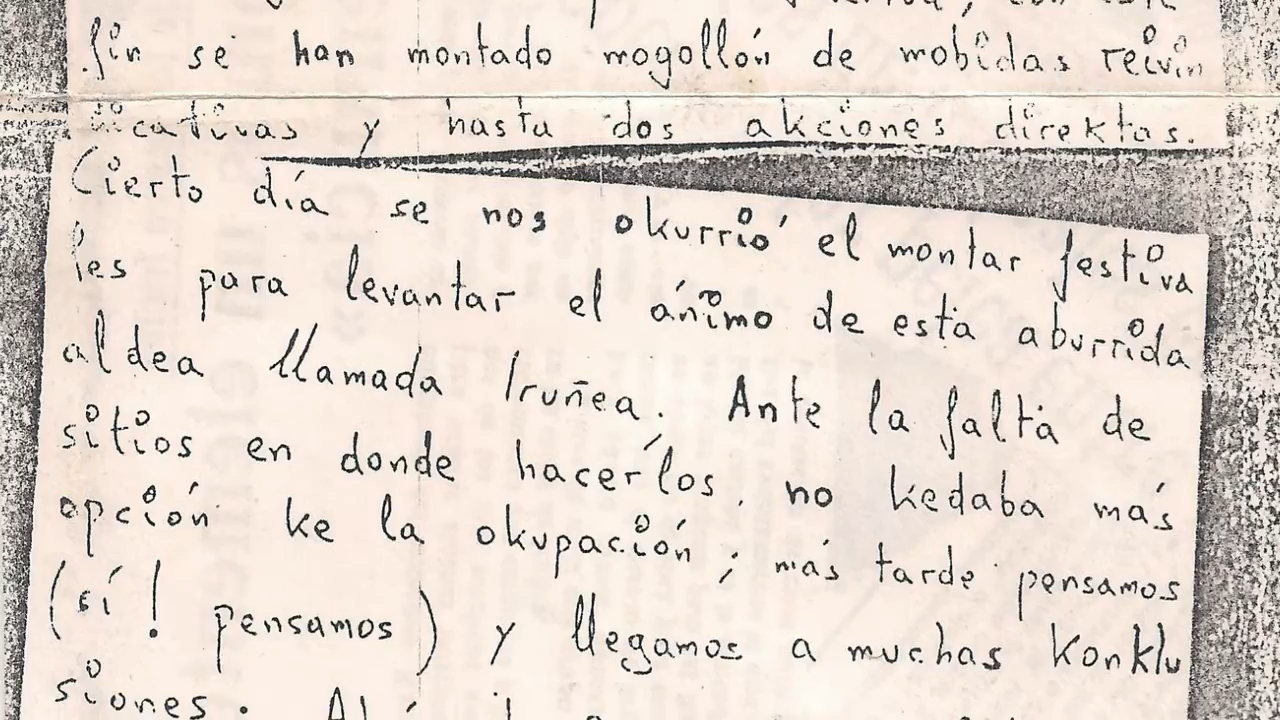 fin se han montado mogollón de mobidas reivin
dicativas y hasta dos akciones direktas.
Cierto día se nos okurrió el montar festiva
les para levantar el ánimo de esta aburrida
aldea llamada Iruñea. Ante la falta de
sitios en donde hacerlos, no kedaba más
opción ke la okupación; más tarde pensamos
(sí! pensamos) y llegamos a muchas konklu
siones.